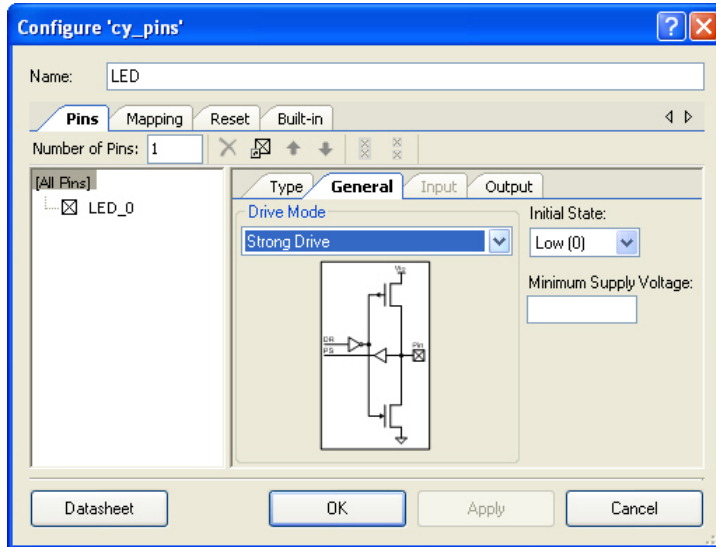 Configure 'cy_pins'
Name: LED
Pins Mapping Reset Built-in
Number of Pins: 1
[All Pins]
LED_0
Type General Input Output
Drive Mode
Strong Drive
Initial State:
Low (0)
Minimum Supply Voltage:
Vio
DR
PS
Pin
Datasheet OK Apply Cancel